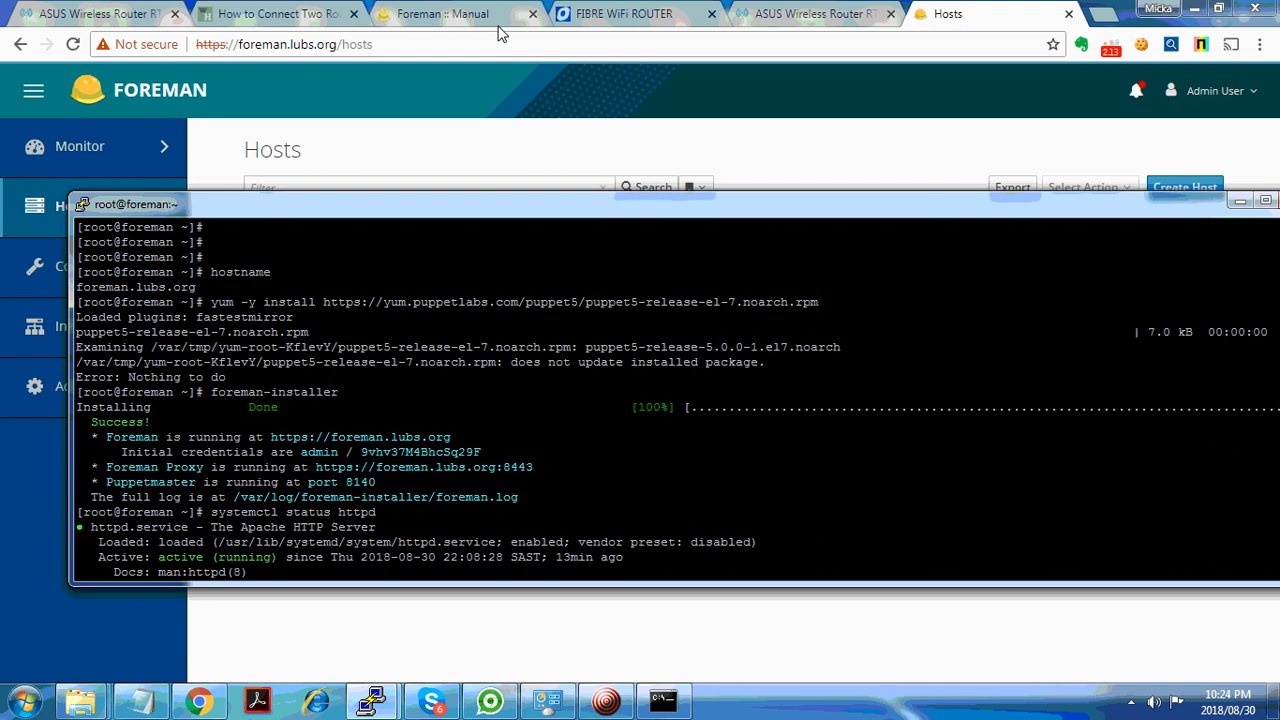 ASUS Wireless Router RT
How to Connect Two Rou
Foreman :: Manual
FIBRE WiFi ROUTER
ASUS Wireless Router RT
Hosts
Micka
Not secure
https://foreman.lubs.org/hosts
2.13
FOREMAN
Admin User
Monitor
Hosts
Filter
Search
Export
Select Action
Create Host
root@foreman:~
[root@foreman ~]#
[root@foreman ~]#
[root@foreman ~]#
[root@foreman ~]# hostname
foreman.lubs.org
[root@foreman ~]# yum -y install https://yum.puppetlabs.com/puppet5/puppet5-release-el-7.noarch.rpm
Loaded plugins: fastestmirror
puppet5-release-el-7.noarch.rpm | 7.0 kB 00:00:00
Examining /var/tmp/yum-root-KflevY/puppet5-release-el-7.noarch.rpm: puppet5-release-5.0.0-1.el7.noarch
/var/tmp/yum-root-KflevY/puppet5-release-el-7.noarch.rpm: does not update installed package.
Error: Nothing to do
[root@foreman ~]# foreman-installer
Installing Done [100%] [..............................................................................
Success!
* Foreman is running at https://foreman.lubs.org
Initial credentials are admin / 9vhv37M4BhcSq29F
* Foreman Proxy is running at https://foreman.lubs.org:8443
* Puppetmaster is running at port 8140
The full log is at /var/log/foreman-installer/foreman.log
[root@foreman ~]# systemctl status httpd
● httpd.service - The Apache HTTP Server
Loaded: loaded (/usr/lib/systemd/system/httpd.service; enabled; vendor preset: disabled)
Active: active (running) since Thu 2018-08-30 22:08:28 SAST; 13min ago
Docs: man:httpd(8)
6
10:24 PM
2018/08/30